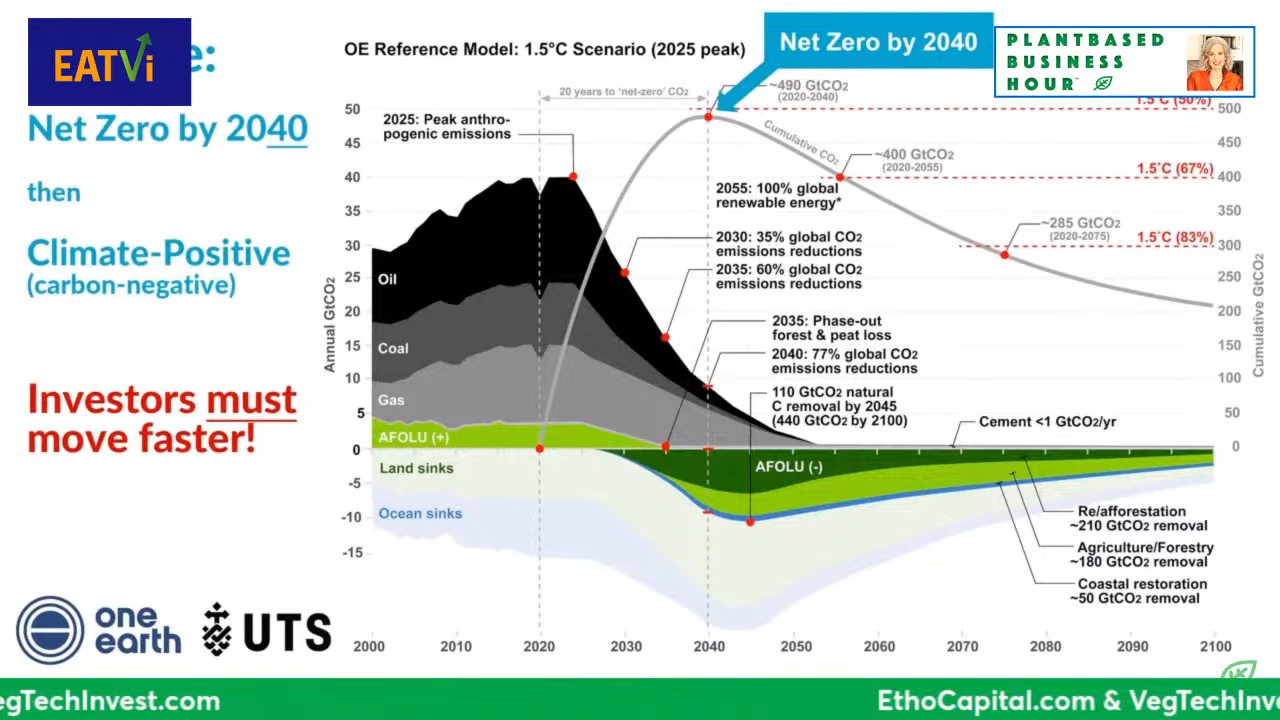 EATVi
e:
Net Zero by 2040
then
Climate-Positive
(carbon-negative)
Investors must
move faster!
one
earth
UTS
OE Reference Model: 1.5°C Scenario (2025 peak)
Net Zero by 2040
PLANTBASED
BUSINESS
HOUR
20 years to ‘net-zero’ CO2
~490 GtCO2
(2020-2040)
1.5°C (50%)
2025: Peak anthro-
pogenic emissions
Cumulative CO2
~400 GtCO2
(2020-2055)
1.5°C (67%)
2055: 100% global
renewable energy*
~285 GtCO2
(2020-2075)
1.5°C (83%)
2030: 35% global CO2
emissions reductions
2035: 60% global CO2
emissions reductions
2035: Phase-out
forest & peat loss
2040: 77% global CO2
emissions reductions
110 GtCO2 natural
C removal by 2045
(440 GtCO2 by 2100)
Cement <1 GtCO2/yr
Oil
Coal
Gas
AFOLU (+)
Land sinks
Ocean sinks
AFOLU (-)
Re/afforestation
~210 GtCO2 removal
Agriculture/Forestry
~180 GtCO2 removal
Coastal restoration
~50 GtCO2 removal
Annual GtCO2
50
45
40
35
30
25
20
15
10
5
0
-5
-10
-15
Cumulative GtCO2
500
450
400
350
300
250
200
150
100
50
0
2000
2010
2020
2030
2040
2050
2060
2070
2080
2090
2100
egTechInvest.com
EthoCapital.com & VegTechInve